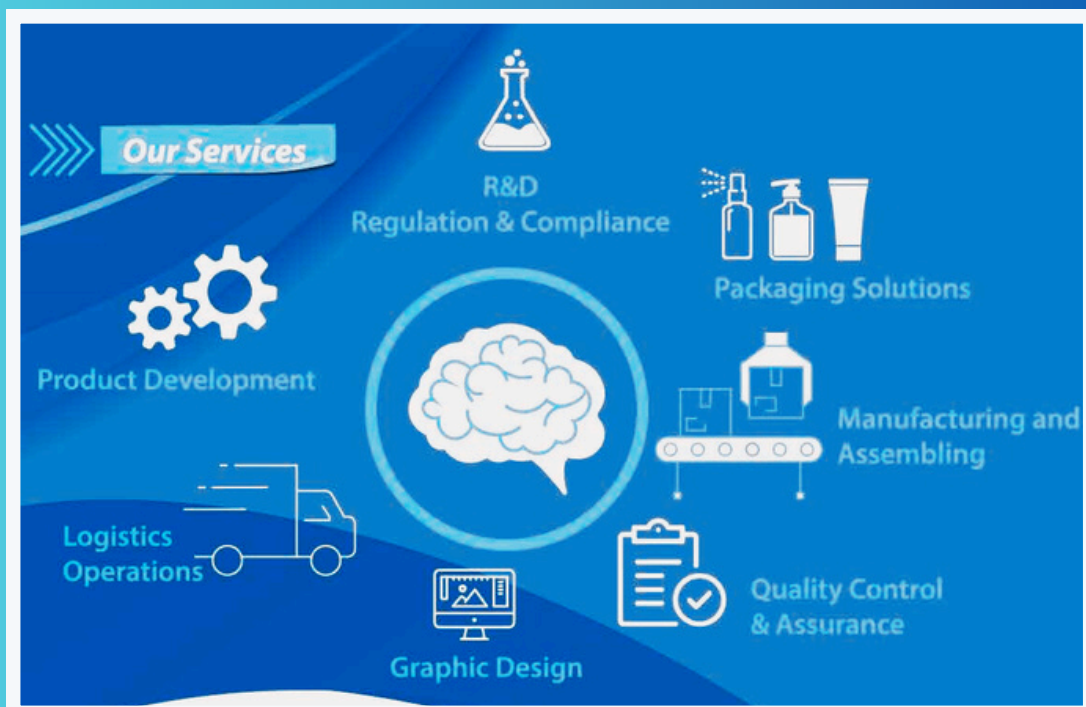 Our Services
R&D
Regulation & Compliance
Packaging Solutions
Product Development
Manufacturing and
Assembling
Logistics
Operations
Quality Control
& Assurance
Graphic Design